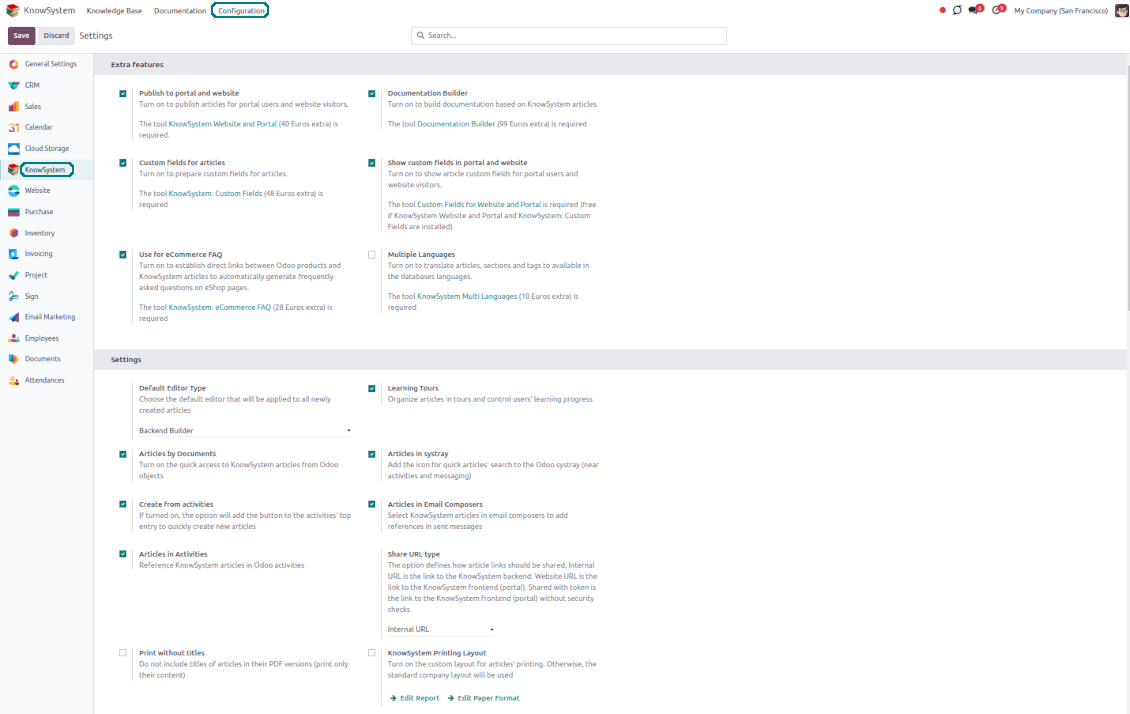 KnowSystem Knowledge Base Documentation Configuration
6 9 My Company (San Francisco)
Save Discard Settings
Search...
General Settings
CRM
Sales
31 Calendar
Cloud Storage
KnowSystem
Website
Purchase
Inventory
Invoicing
Project
Sign
Email Marketing
Employees
Documents
Attendances
Extra features
Publish to portal and website
Turn on to publish articles for portal users and website visitors.
The tool KnowSystem Website and Portal (40 Euros extra) is
required.
Documentation Builder
Turn on to build documentation based on KnowSystem articles.
The tool Documentation Builder (99 Euros extra) is required
Custom fields for articles
Turn on to prepare custom fields for articles.
The tool KnowSystem: Custom Fields (48 Euros extra) is
required
Show custom fields in portal and website
Turn on to show article custom fields for portal users and
website visitors.
The tool Custom Fields for Website and Portal is required (free
if KnowSystem Website and Portal and KnowSystem: Custom
Fields are installed)
Use for eCommerce FAQ
Turn on to establish direct links between Odoo products and
KnowSystem articles to automatically generate frequently
asked questions on eShop pages.
The tool KnowSystem: eCommerce FAQ (28 Euros extra) is
required
Multiple Languages
Turn on to translate articles, sections and tags to available in
the databases languages.
The tool KnowSystem Multi Languages (10 Euros extra) is
required
Settings
Default Editor Type
Choose the default editor that will be applied to all newly
created articles
Backend Builder
Learning Tours
Organize articles in tours and control users' learning progress
Articles by Documents
Turn on the quick access to KnowSystem articles from Odoo
objects
Articles in systray
Add the icon for quick articles' search to the Odoo systray (near
activities and messaging)
Create from activities
If turned on, the option will add the button to the activities' top
entry to quickly create new articles
Articles in Email Composers
Select KnowSystem articles in email composers to add
references in sent messages
Articles in Activities
Reference KnowSystem articles in Odoo activities
Share URL type
The option defines how article links should be shared. Internal
URL is the link to the KnowSystem backend. Website URL is the
link to the KnowSystem frontend (portal). Shared with token is
the link to the KnowSystem frontend (portal) without security
checks
Internal URL
Print without titles
Do not include titles of articles in their PDF versions (print only
their content)
KnowSystem Printing Layout
Turn on the custom layout for articles' printing. Otherwise, the
standard company layout will be used
Edit Report Edit Paper Format